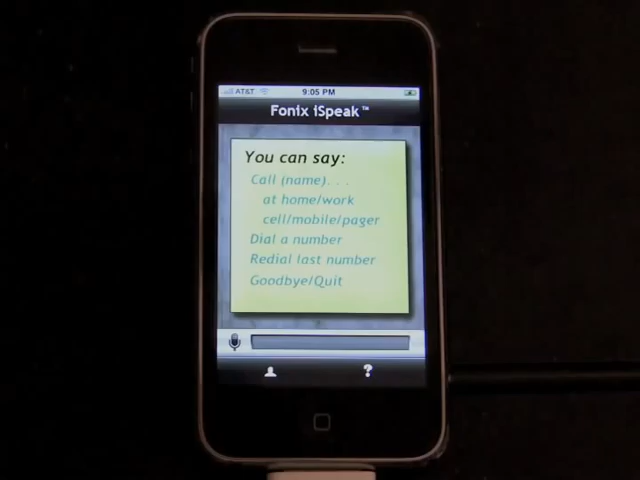 AT&T 9:05 PM
Fonix iSpeak™
You can say:
Call (name)...
at home/work
cell/mobile/pager
Dial a number
Redial last number
Goodbye/Quit
?